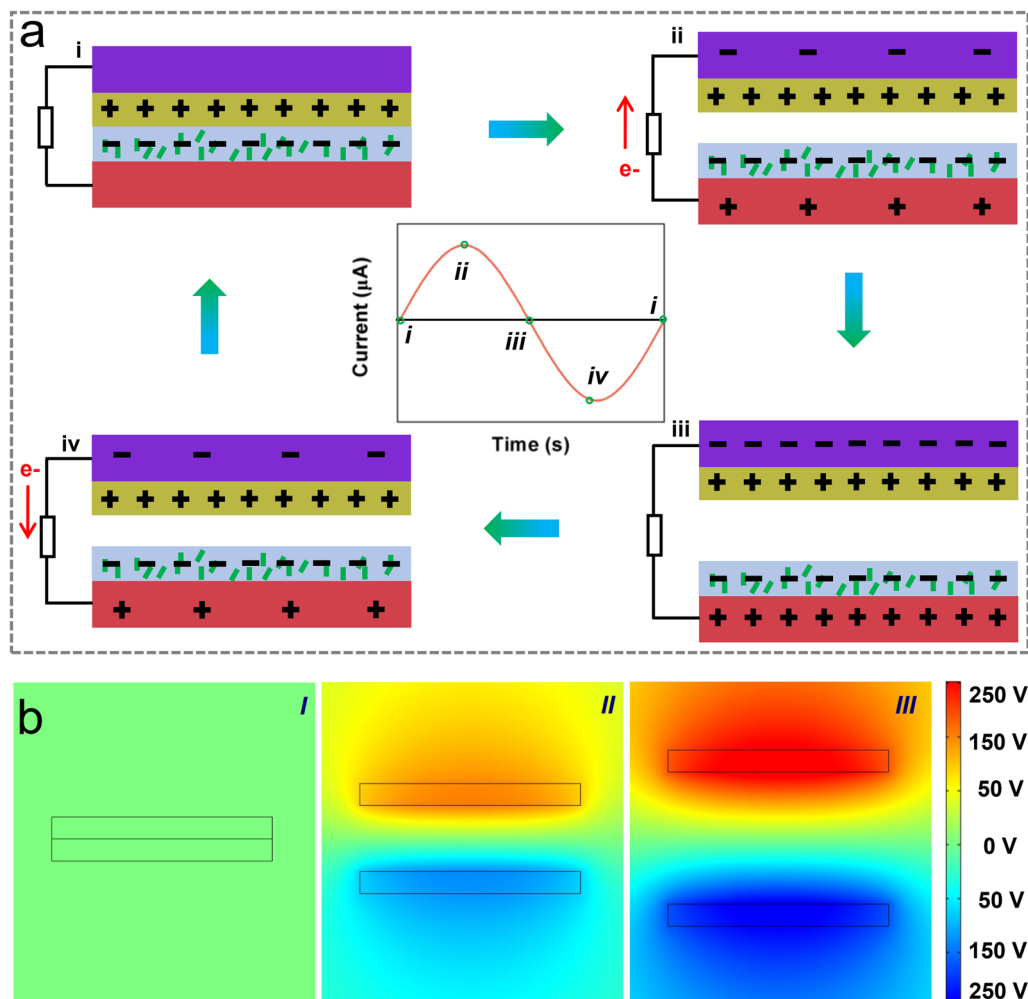 a
i
ii
e-
Current (μA)
ii
i
i
iii
iv
Time (s)
iv
e-
iii
b
I
II
III
250 V
150 V
50 V
0 V
50 V
150 V
250 V